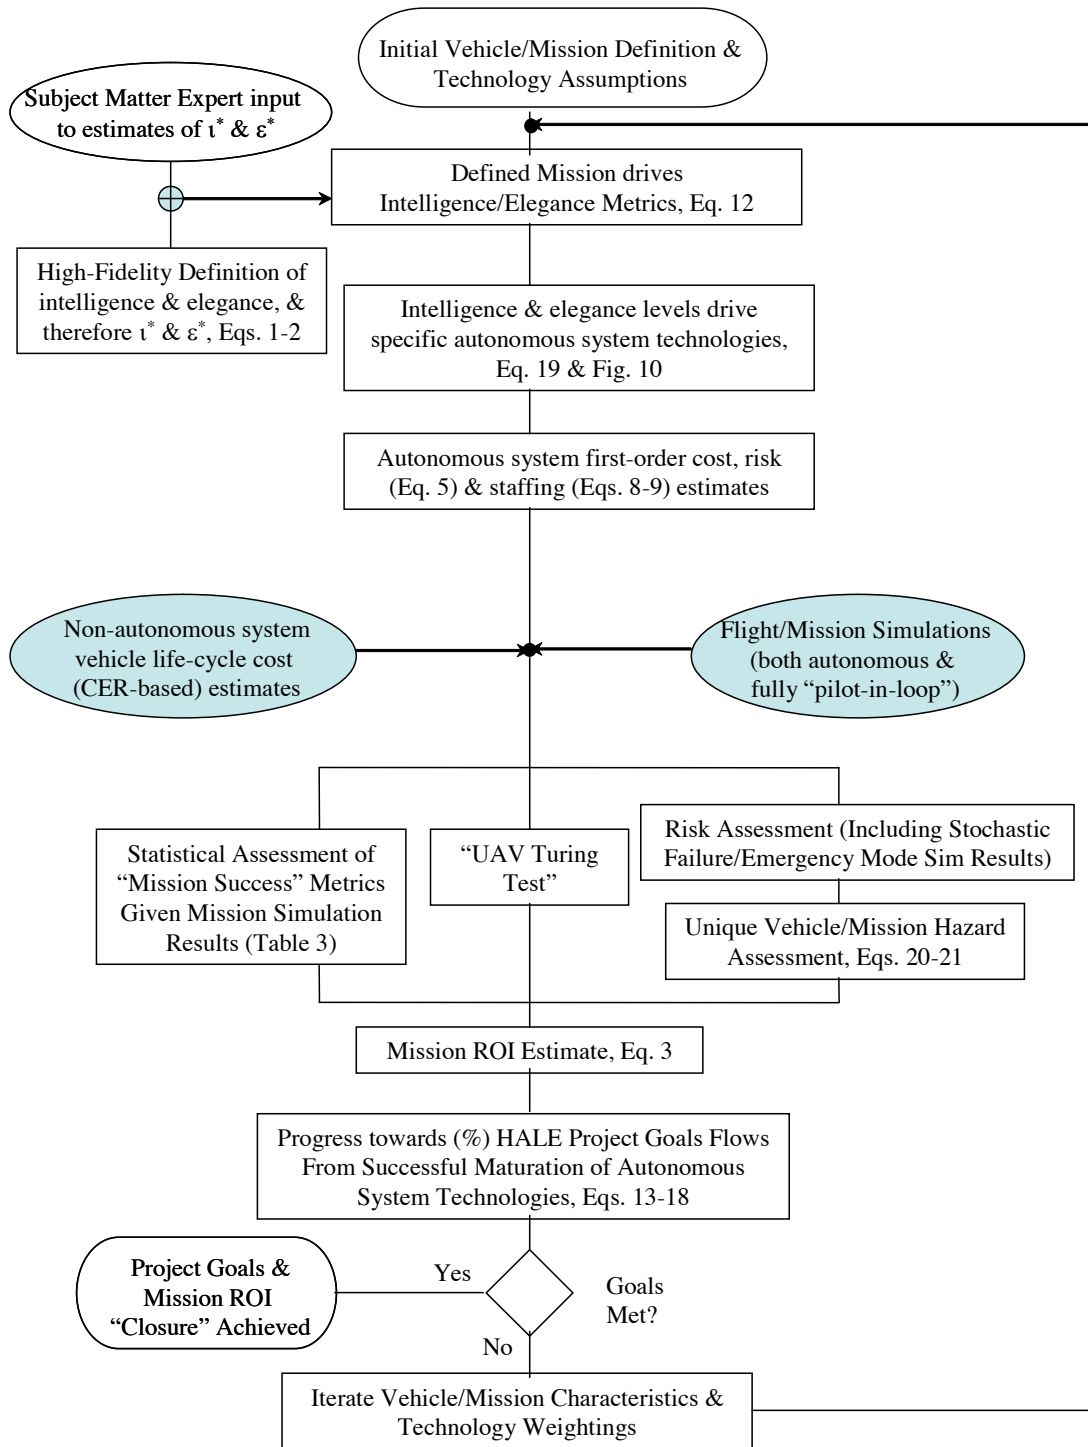 Initial Vehicle/Mission Definition &
Technology Assumptions
Subject Matter Expert input
to estimates of ι* & ε*
Defined Mission drives
Intelligence/Elegance Metrics, Eq. 12
High-Fidelity Definition of
intelligence & elegance, &
therefore ι* & ε*, Eqs. 1-2
Intelligence & elegance levels drive
specific autonomous system technologies,
Eq. 19 & Fig. 10
Autonomous system first-order cost, risk
(Eq. 5) & staffing (Eqs. 8-9) estimates
Non-autonomous system
vehicle life-cycle cost
(CER-based) estimates
Flight/Mission Simulations
(both autonomous &
fully “pilot-in-loop”)
Statistical Assessment of
“Mission Success” Metrics
Given Mission Simulation
Results (Table 3)
“UAV Turing
Test”
Risk Assessment (Including Stochastic
Failure/Emergency Mode Sim Results)
Unique Vehicle/Mission Hazard
Assessment, Eqs. 20-21
Mission ROI Estimate, Eq. 3
Progress towards (%) HALE Project Goals Flows
From Successful Maturation of Autonomous
System Technologies, Eqs. 13-18
Project Goals &
Mission ROI
“Closure” Achieved
Yes
Goals
Met?
No
Iterate Vehicle/Mission Characteristics &
Technology Weightings